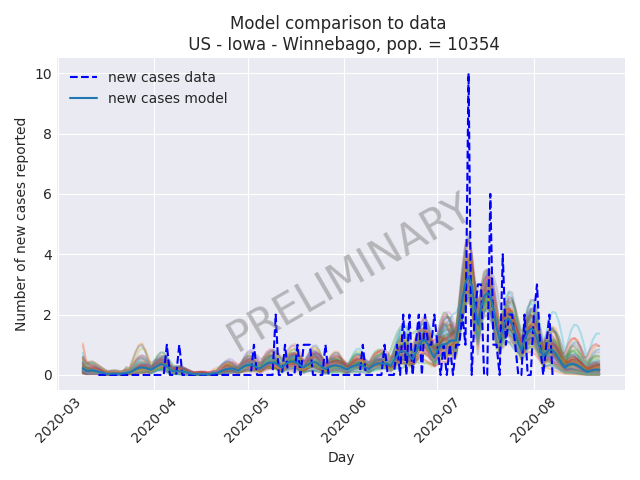 Model comparison to data
US - Iowa - Winnebago, pop. = 10354
new cases data
new cases model
PRELIMINARY
Number of new cases reported
10
8
6
4
2
0
2020-03
2020-04
2020-05
2020-06
2020-07
2020-08
Day